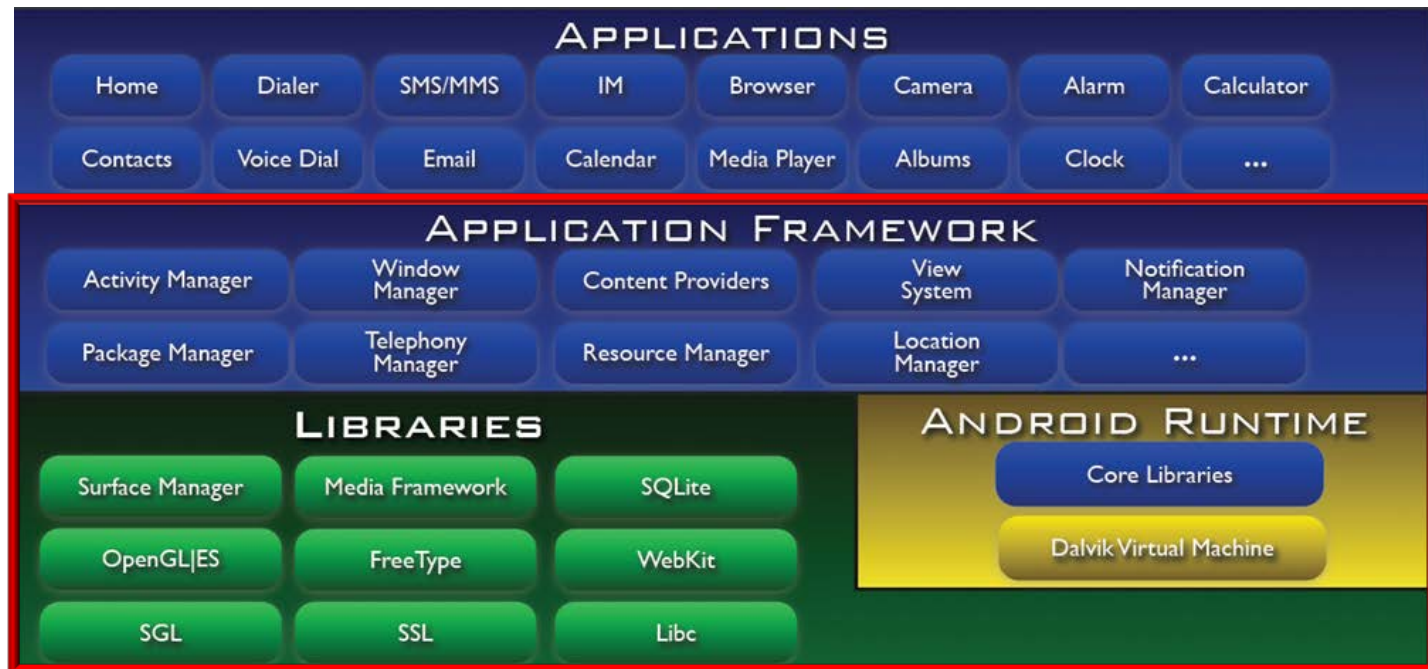 APPLICATIONS
Home Dialer SMS/MMS IM Browser Camera Alarm Calculator
Contacts Voice Dial Email Calendar Media Player Albums Clock ...
APPLICATION FRAMEWORK
Activity Manager
Window
Manager
Content Providers
View
System
Notification
Manager
Package Manager
Telephony
Manager
Resource Manager
Location
Manager
...
LIBRARIES
Surface Manager Media Framework SQLite
OpenGL|ES FreeType WebKit
SGL SSL Libc
ANDROID RUNTIME
Core Libraries
Dalvik Virtual Machine